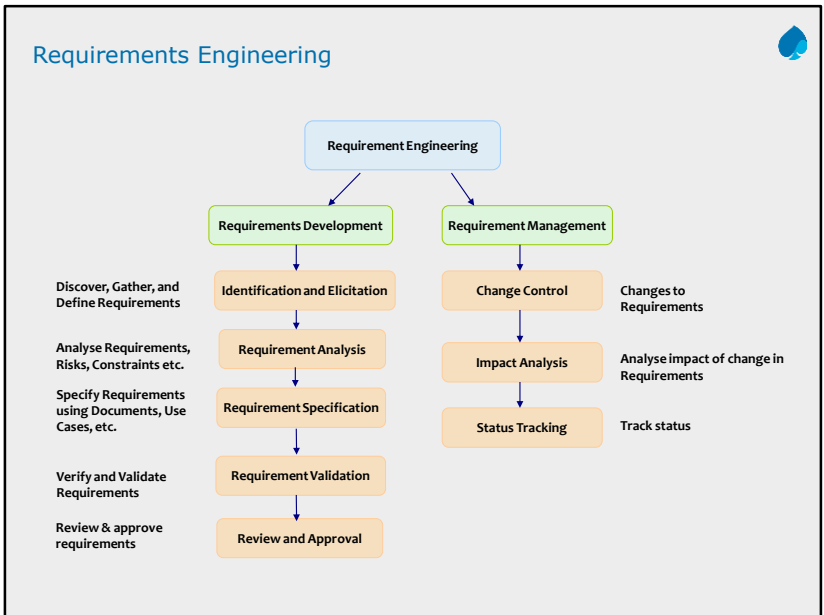 Requirements Engineering
Requirement Engineering
Requirements Development
Requirement Management
Discover, Gather, and
Define Requirements
Identification and Elicitation
Change Control
Changes to
Requirements
Analyse Requirements,
Risks, Constraints etc.
Requirement Analysis
Impact Analysis
Analyse impact of change in
Requirements
Specify Requirements
using Documents, Use
Cases, etc.
Requirement Specification
Status Tracking
Track status
Verify and Validate
Requirements
Requirement Validation
Review & approve
requirements
Review and Approval